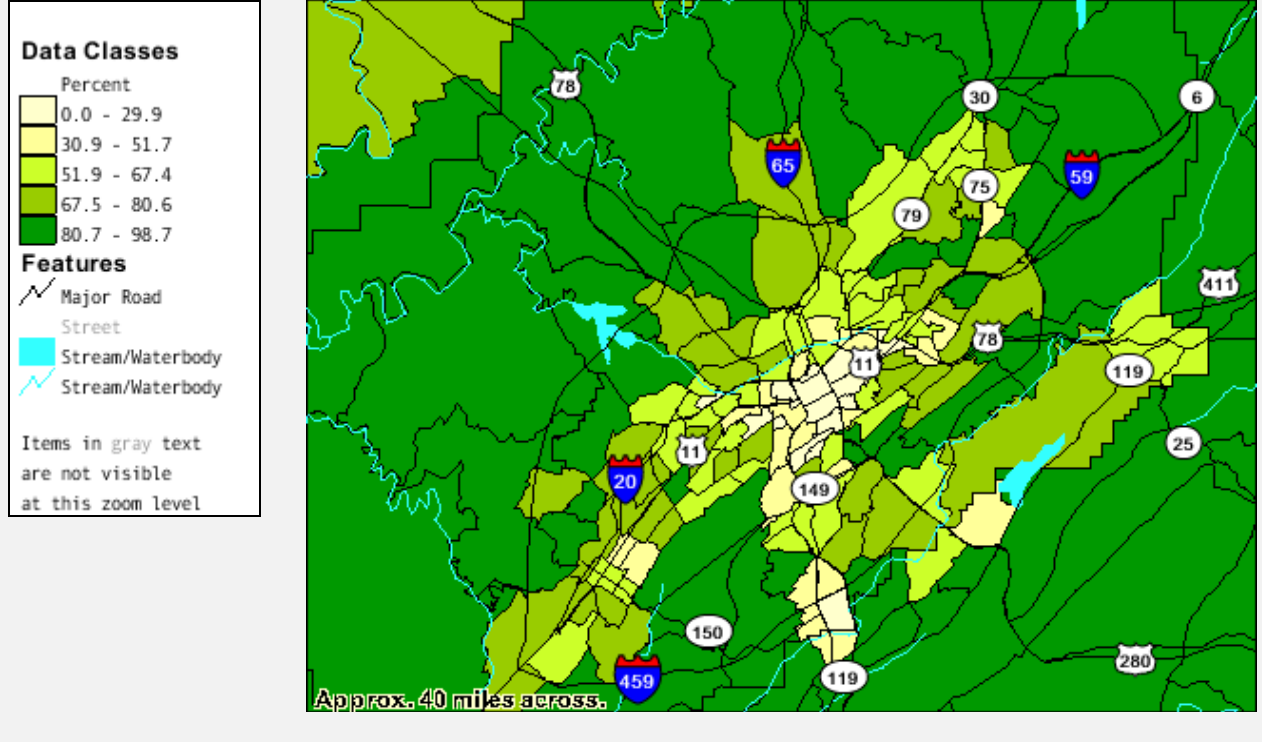 Data Classes
Percent
0.0 - 29.9
30.9 - 51.7
51.9 - 67.4
67.5 - 80.6
80.7 - 98.7
Features
Major Road
Street
Stream/Waterbody
Stream/Waterbody
Items in gray text
are not visible
at this zoom level
78
30
6
65
59
75
79
411
78
11
119
11
25
20
149
150
280
119
459
Approx. 40 miles across.